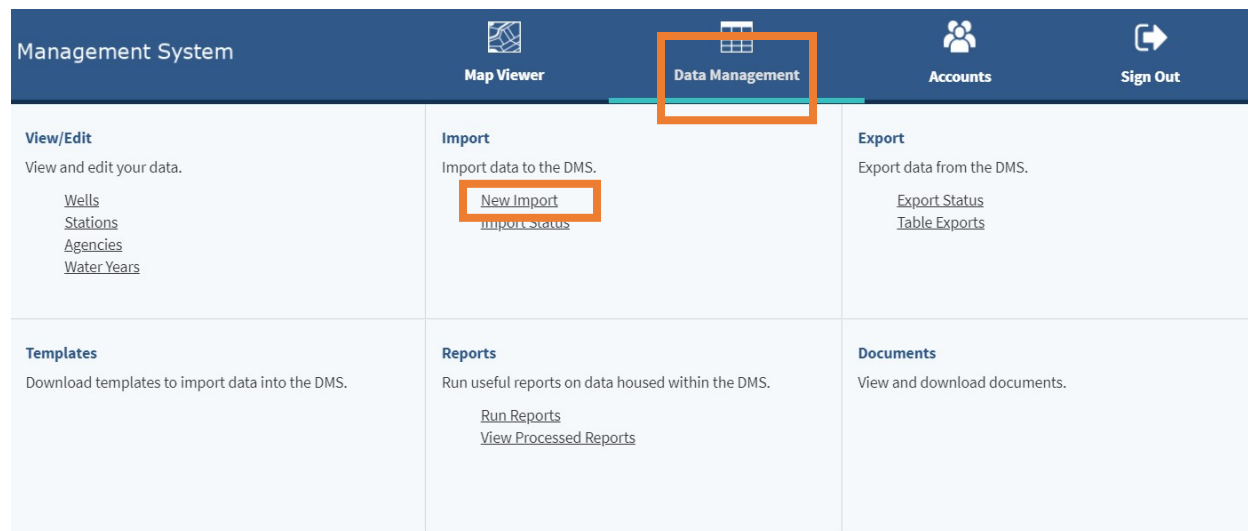 Management System
Map Viewer
Data Management
Accounts
Sign Out
View/Edit
View and edit your data.
Wells
Stations
Agencies
Water Years
Import
Import data to the DMS.
New Import
Import Status
Export
Export data from the DMS.
Export Status
Table Exports
Templates
Download templates to import data into the DMS.
Reports
Run useful reports on data housed within the DMS.
Run Reports
View Processed Reports
Documents
View and download documents.